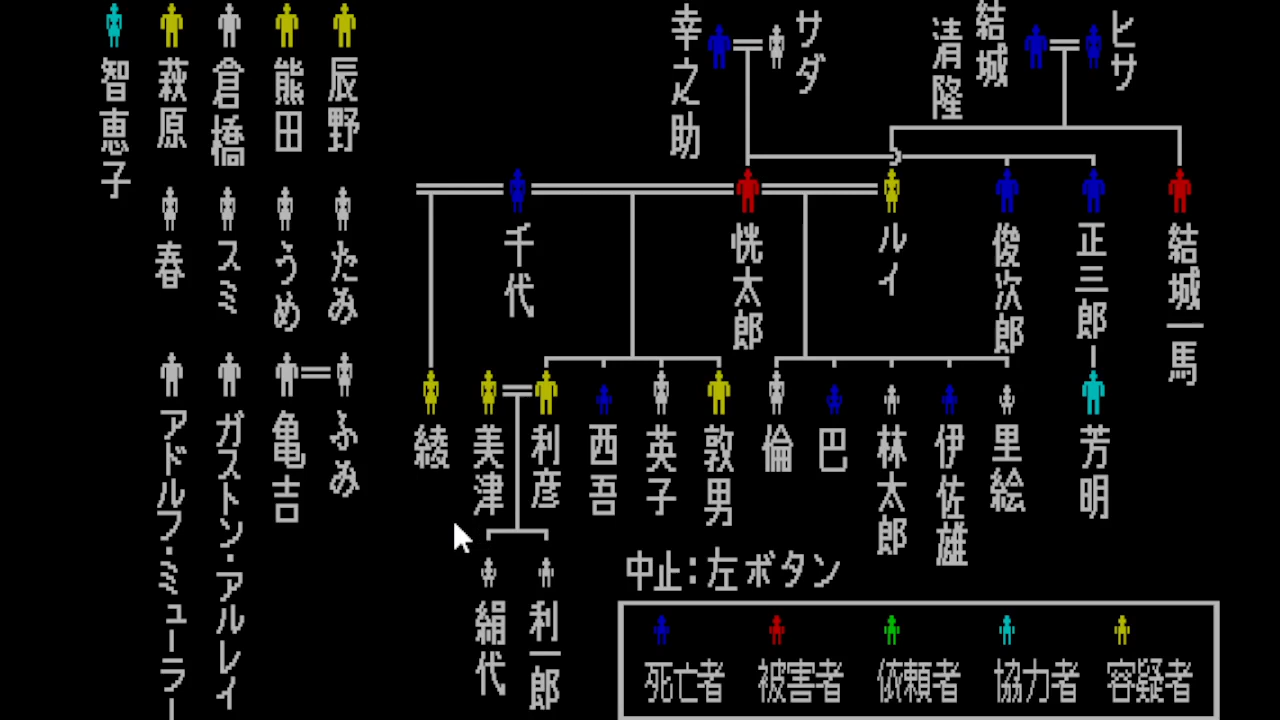 智恵子
萩原
倉橋
熊田
辰野
幸之助
サダ
結城
清隆
ヒサ
春
スミ
うめ
たみ
千代
恍太郎
ルイ
俊次郎
正三郎
結城一馬
アドルフ・ミューラー
ガストン・アルレイ
亀吉
ふみ
綾
美津
利彦
西吾
英子
敦男
倫
巴
林太郎
伊佐雄
里絵
芳明
絹代
利一郎
中止:左ボタン
死亡者 被害者 依頼者 協力者 容疑者